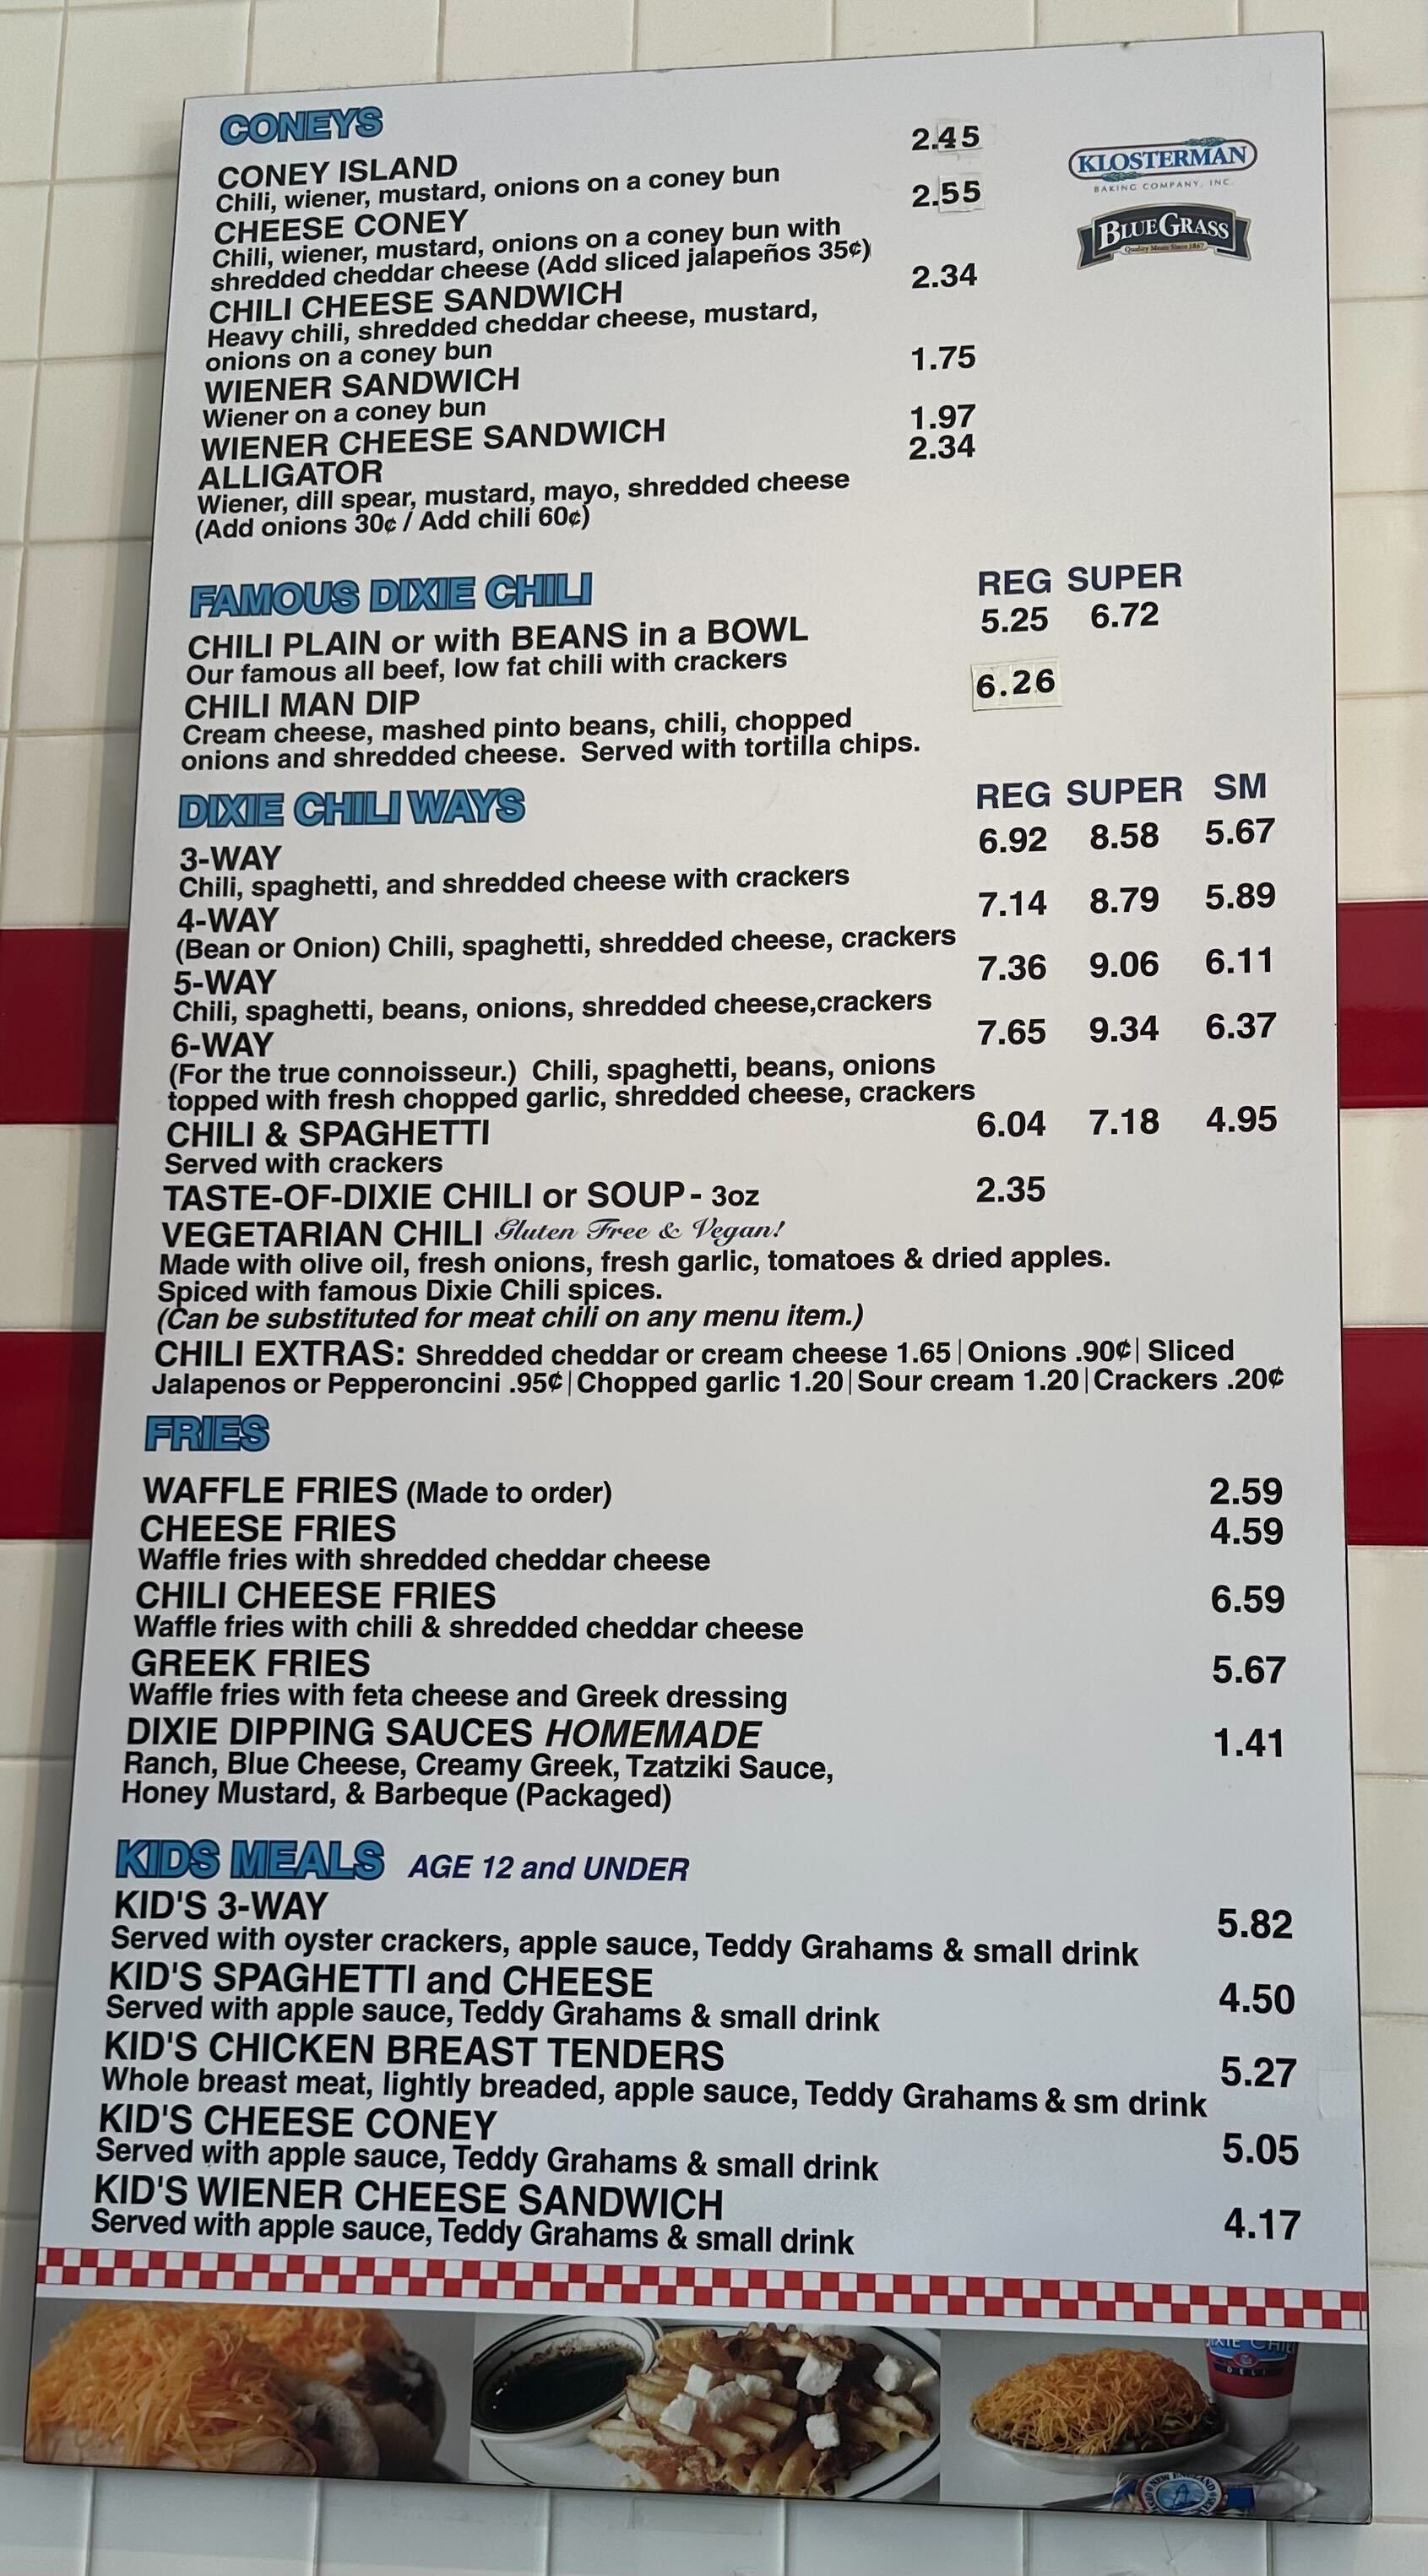 CONEYS
KLOSTERMAN
BAKING COMPANY, INC.
BLUEGRASS
Quality Meats Since 1867
CONEY ISLAND 2.45
Chili, wiener, mustard, onions on a coney bun
CHEESE CONEY 2.55
Chili, wiener, mustard, onions on a coney bun with
shredded cheddar cheese (Add sliced jalapeños 35¢)
CHILI CHEESE SANDWICH 2.34
Heavy chili, shredded cheddar cheese, mustard,
onions on a coney bun
WIENER SANDWICH 1.75
Wiener on a coney bun
WIENER CHEESE SANDWICH 1.97
ALLIGATOR 2.34
Wiener, dill spear, mustard, mayo, shredded cheese
(Add onions 30¢ / Add chili 60¢)
FAMOUS DIXIE CHILI REG SUPER
CHILI PLAIN or with BEANS in a BOWL 5.25 6.72
Our famous all beef, low fat chili with crackers
CHILI MAN DIP 6.26
Cream cheese, mashed pinto beans, chili, chopped
onions and shredded cheese. Served with tortilla chips.
DIXIE CHILI WAYS REG SUPER SM
3-WAY 6.92 8.58 5.67
Chili, spaghetti, and shredded cheese with crackers
4-WAY 7.14 8.79 5.89
(Bean or Onion) Chili, spaghetti, shredded cheese, crackers
5-WAY 7.36 9.06 6.11
Chili, spaghetti, beans, onions, shredded cheese,crackers
6-WAY 7.65 9.34 6.37
(For the true connoisseur.) Chili, spaghetti, beans, onions
topped with fresh chopped garlic, shredded cheese, crackers
CHILI & SPAGHETTI 6.04 7.18 4.95
Served with crackers
TASTE-OF-DIXIE CHILI or SOUP - 3oz 2.35
VEGETARIAN CHILI Gluten Free & Vegan!
Made with olive oil, fresh onions, fresh garlic, tomatoes & dried apples.
Spiced with famous Dixie Chili spices.
(Can be substituted for meat chili on any menu item.)
CHILI EXTRAS: Shredded cheddar or cream cheese 1.65 | Onions .90¢ | Sliced
Jalapenos or Pepperoncini .95¢ | Chopped garlic 1.20 | Sour cream 1.20 | Crackers .20¢
FRIES
WAFFLE FRIES (Made to order) 2.59
CHEESE FRIES 4.59
Waffle fries with shredded cheddar cheese
CHILI CHEESE FRIES 6.59
Waffle fries with chili & shredded cheddar cheese
GREEK FRIES 5.67
Waffle fries with feta cheese and Greek dressing
DIXIE DIPPING SAUCES HOMEMADE 1.41
Ranch, Blue Cheese, Creamy Greek, Tzatziki Sauce,
Honey Mustard, & Barbeque (Packaged)
KIDS MEALS AGE 12 and UNDER
KID'S 3-WAY 5.82
Served with oyster crackers, apple sauce, Teddy Grahams & small drink
KID'S SPAGHETTI and CHEESE 4.50
Served with apple sauce, Teddy Grahams & small drink
KID'S CHICKEN BREAST TENDERS 5.27
Whole breast meat, lightly breaded, apple sauce, Teddy Grahams & sm drink
KID'S CHEESE CONEY 5.05
Served with apple sauce, Teddy Grahams & small drink
KID'S WIENER CHEESE SANDWICH 4.17
Served with apple sauce, Teddy Grahams & small drink
DELI
NEW ENGLAND